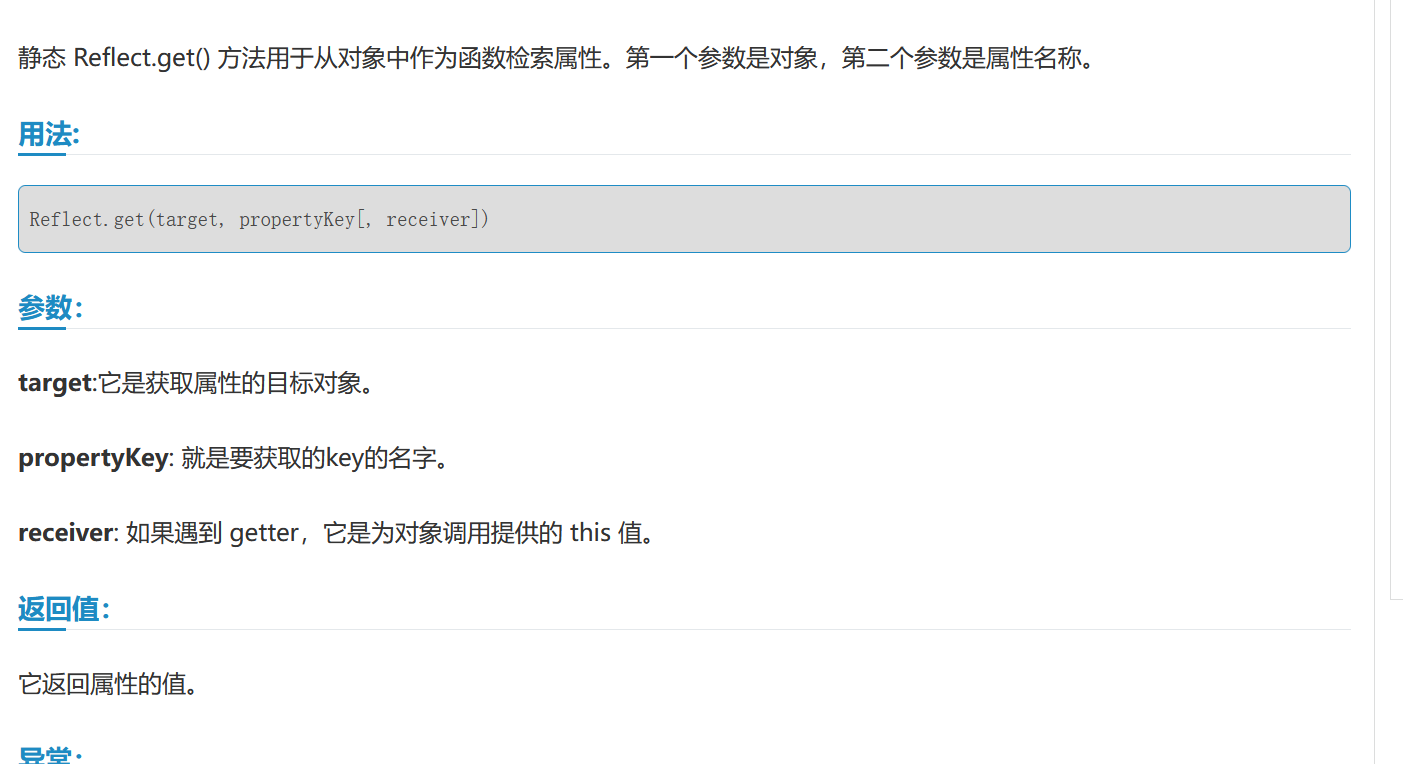 静态 Reflect.get() 方法用于从对象中作为函数检索属性。第一个参数是对象，第二个参数是属性名称。
用法:
Reflect.get(target, propertyKey[, receiver])
参数：
target:它是获取属性的目标对象。
propertyKey: 就是要获取的key的名字。
receiver: 如果遇到 getter，它是为对象调用提供的 this 值。
返回值：
它返回属性的值。
异常：